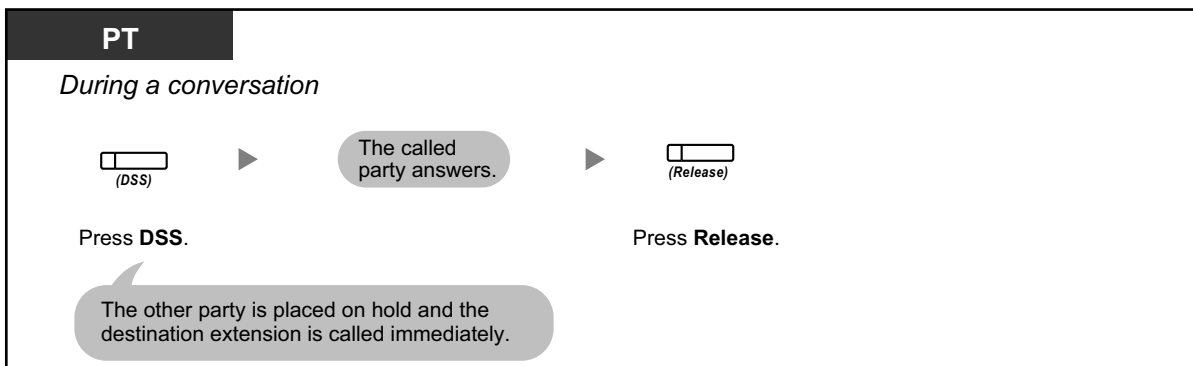 PT
During a conversation
(DSS)
The called
party answers.
(Release)
Press DSS.
Press Release.
The other party is placed on hold and the
destination extension is called immediately.